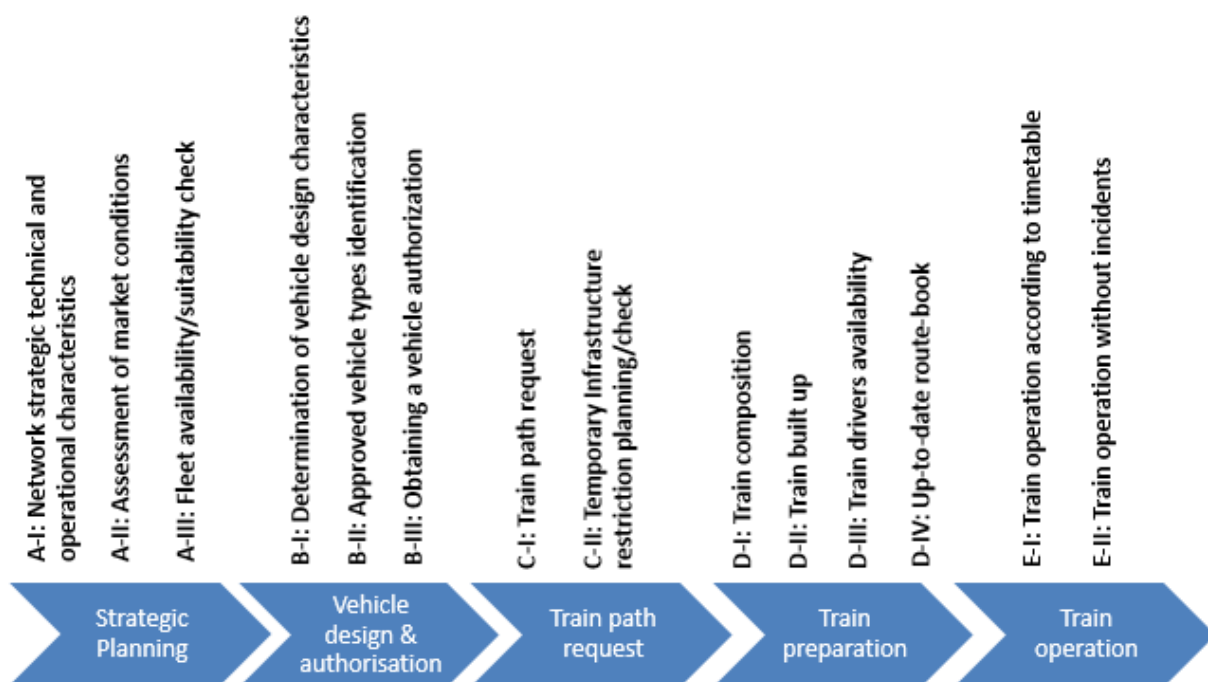 A-I: Network strategic technical and
operational characteristics
A-II: Assessment of market conditions
A-III: Fleet availability/suitability check
B-I: Determination of vehicle design characteristics
B-II: Approved vehicle types identification
B-III: Obtaining a vehicle authorization
C-I: Train path request
C-II: Temporary Infrastructure
restriction planning/check
D-I: Train composition
D-II: Train built up
D-III: Train drivers availability
D-IV: Up-to-date route-book
E-I: Train operation according to timetable
E-II: Train operation without incidents
Strategic
Planning
Vehicle
design &
authorisation
Train path
request
Train
preparation
Train
operation